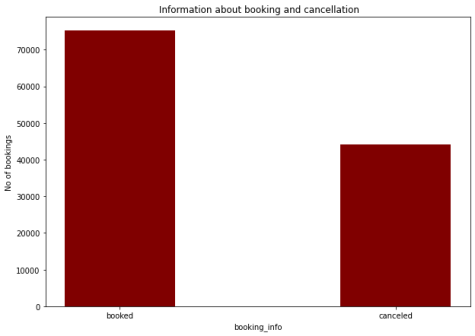 Information about booking and cancellation
No of bookings
70000
60000
50000
40000
30000
20000
10000
0
booked
canceled
booking_info